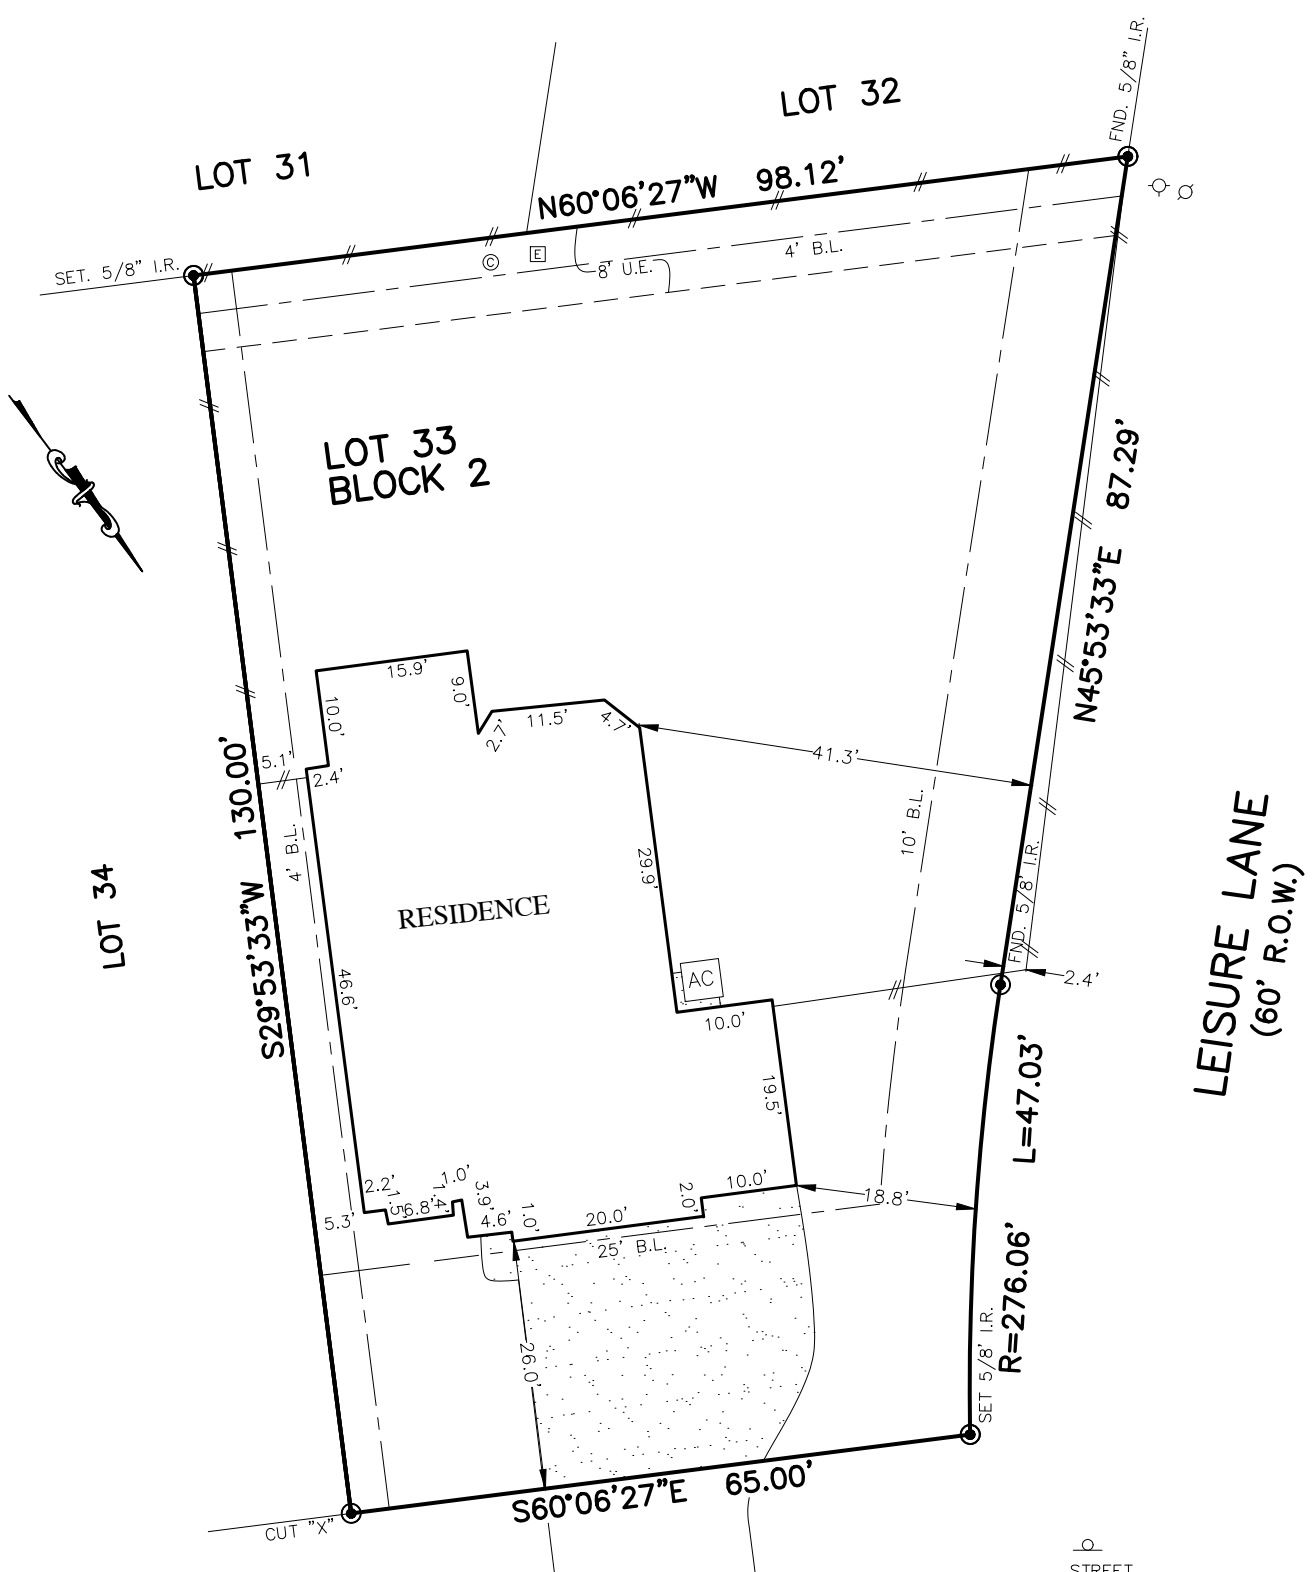 FND. 5/8" I.R.
LOT 32
LOT 31
N60°06'27"W 98.12'
SET. 5/8" I.R.
C
E
8' U.E.
4' B.L.
LOT 33
BLOCK 2
N45°53'33"E 87.29'
15.9'
10.0'
9.0'
2.7'
11.5'
4.7'
41.3'
5.1'
2.4'
S29°53'33"W 130.00'
4' B.L.
10' B.L.
LOT 34
29.9'
RESIDENCE
FND. 5/8' I.R.
LEISURE LANE
(60' R.O.W.)
AC
2.4'
46.6'
10.0'
19.5'
L=47.03'
R=276.06'
2.2'
1.5'
6.8'
1.4'
1.0'
3.9'
4.6'
1.0'
20.0'
2.0'
10.0'
18.8'
5.3'
25' B.L.
26.0'
SET 5/8' I.R.
S60°06'27"E 65.00'
CUT "X"
STREET